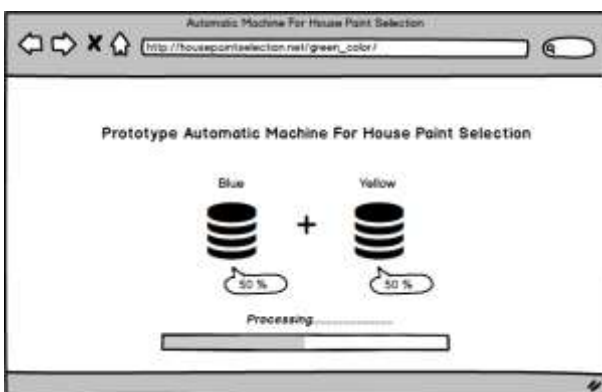 Automatic Machine For House Paint Selection
http://housepaintselection.net/green_color/
Prototype Automatic Machine For House Paint Selection
Blue
Yellow
+
50 %
50 %
Processing....................